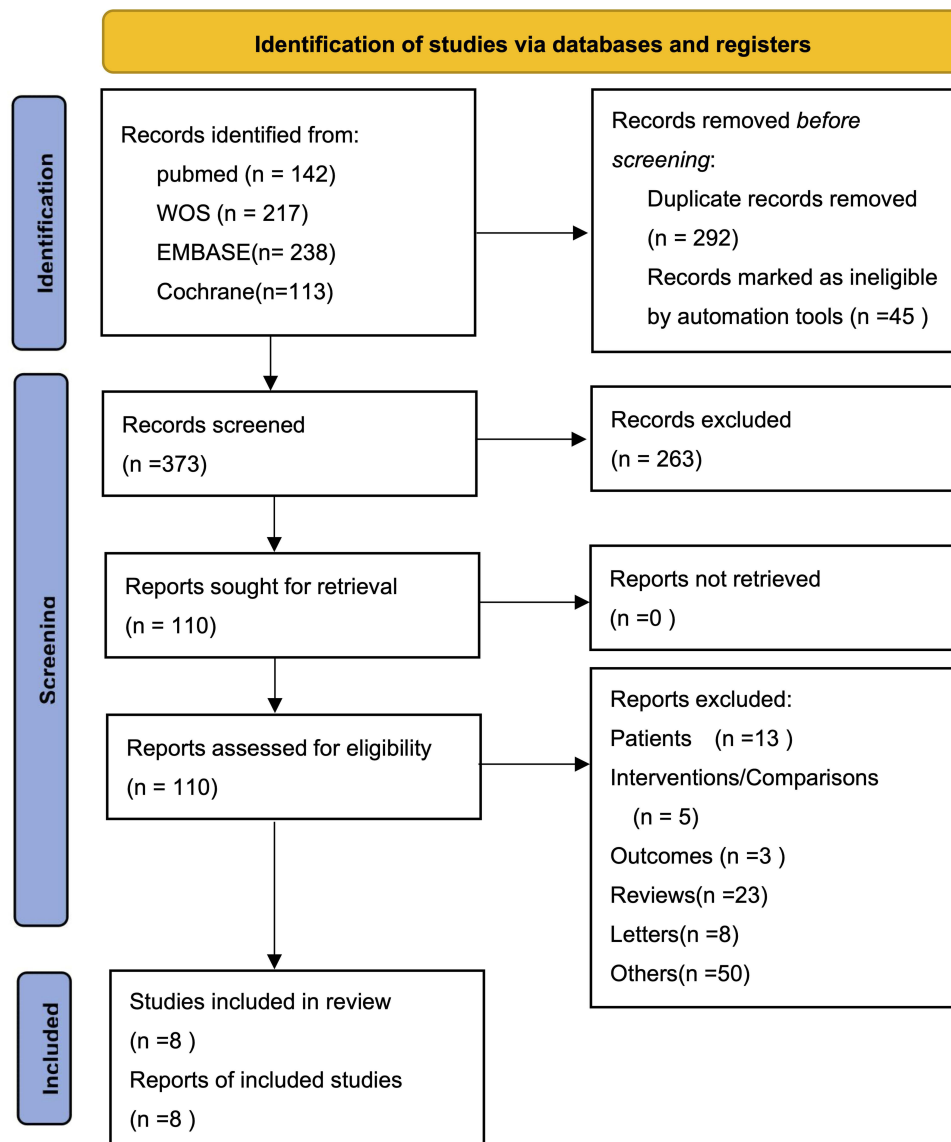 Identification of studies via databases and registers
Identification
Records identified from:
pubmed (n = 142)
WOS (n = 217)
EMBASE(n= 238)
Cochrane(n=113)
Records removed before
screening:
Duplicate records removed
(n = 292)
Records marked as ineligible
by automation tools (n =45 )
Screening
Records screened
(n =373)
Records excluded
(n = 263)
Reports sought for retrieval
(n = 110)
Reports not retrieved
(n =0 )
Reports assessed for eligibility
(n = 110)
Reports excluded:
Patients (n =13 )
Interventions/Comparisons
(n = 5)
Outcomes (n =3 )
Reviews(n =23)
Letters(n =8)
Others(n =50)
Included
Studies included in review
(n =8 )
Reports of included studies
(n =8 )